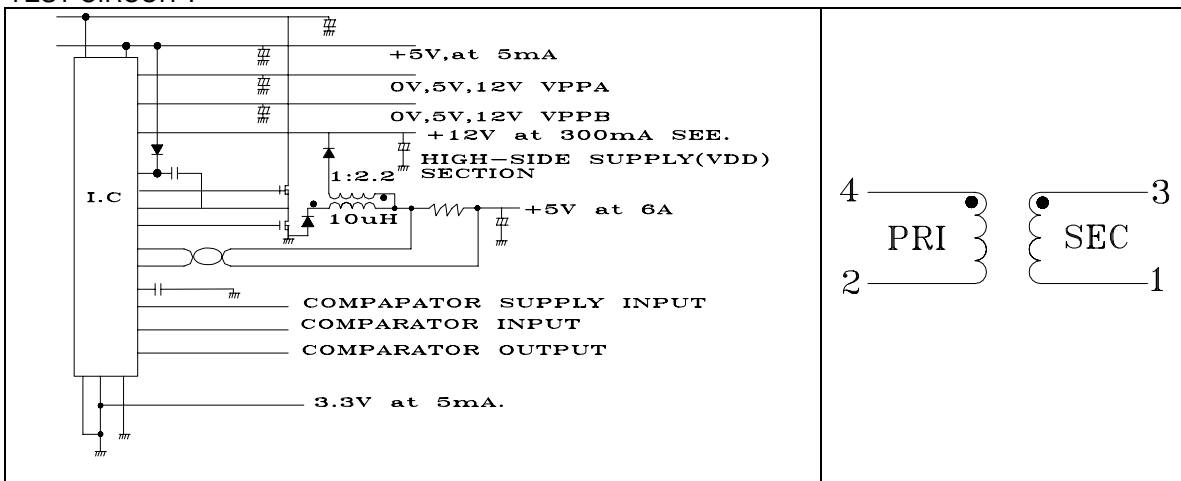 +5V,at 5mA
0V,5V,12V VPPA
0V,5V,12V VPPB
+12V at 300mA SEE.
HIGH-SIDE SUPPLY(VDD)
SECTION
1:2.2
I.C
10uH
+5V at 6A
COMPAPATOR SUPPLY INPUT
COMPARATOR INPUT
COMPARATOR OUTPUT
3.3V at 5mA.
4
3
PRI
SEC
2
1